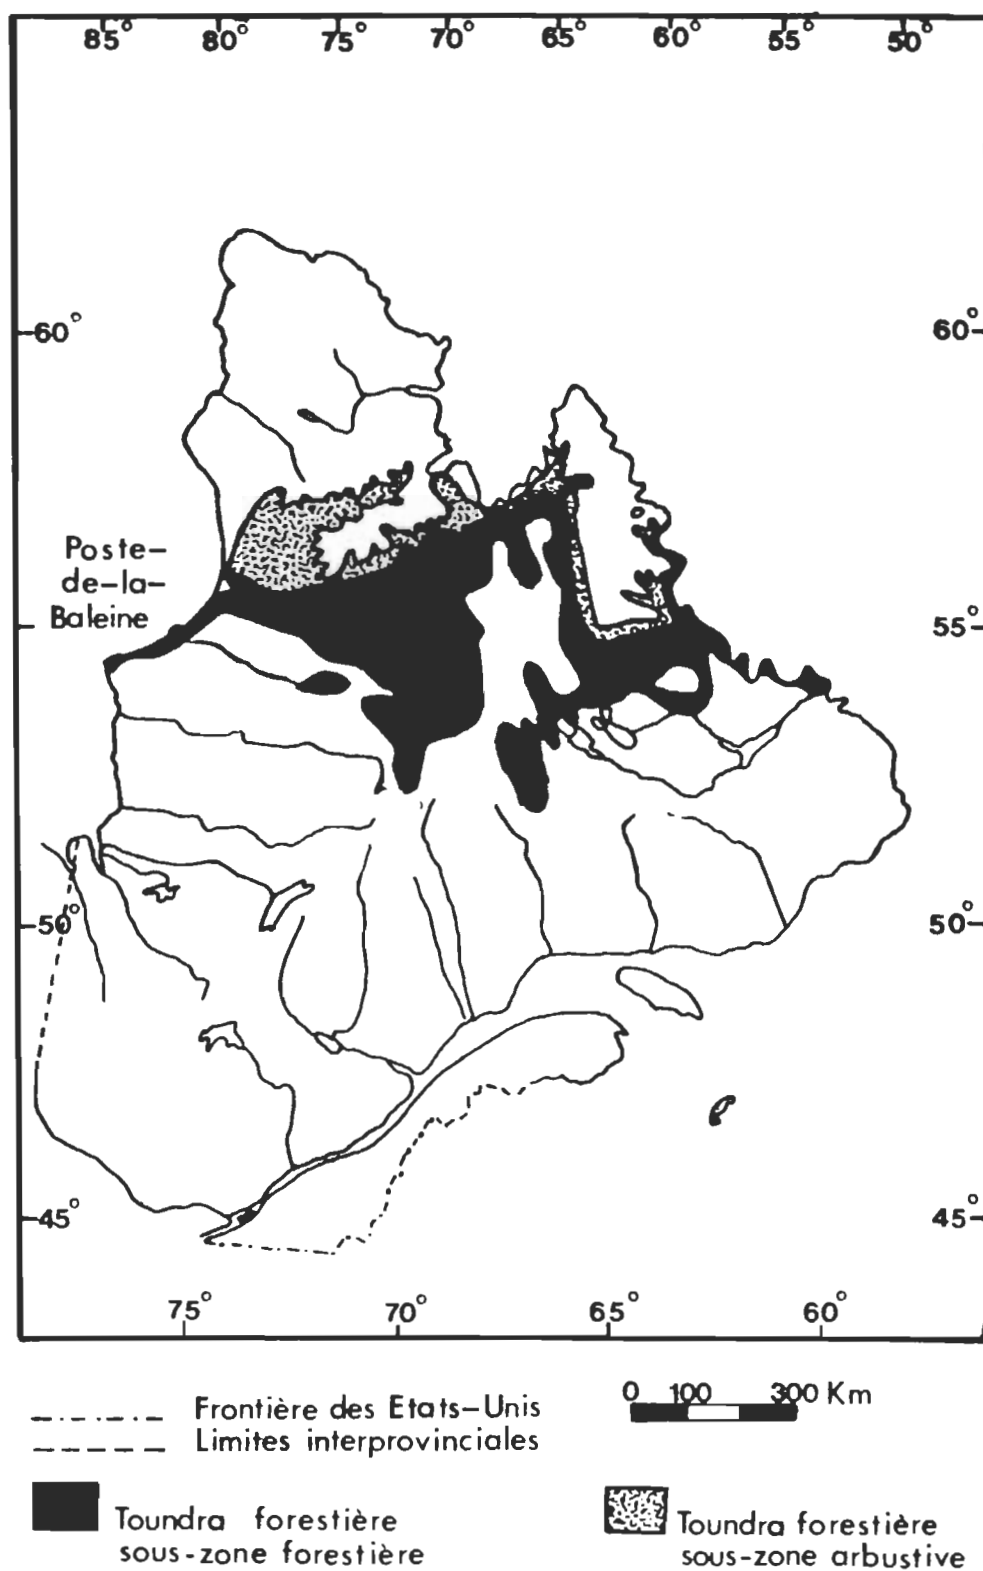 85° 80° 75° 70° 65° 60° 55° 50°
60° 60°
Poste-
de-la-
Baleine
55°
50° 50°
45° 45°
75° 70° 65° 60°
0 100 300 Km
Frontière des Etats-Unis
Limites interprovinciales
Toundra forestière
sous-zone forestière
Toundra forestière
sous-zone arbustive